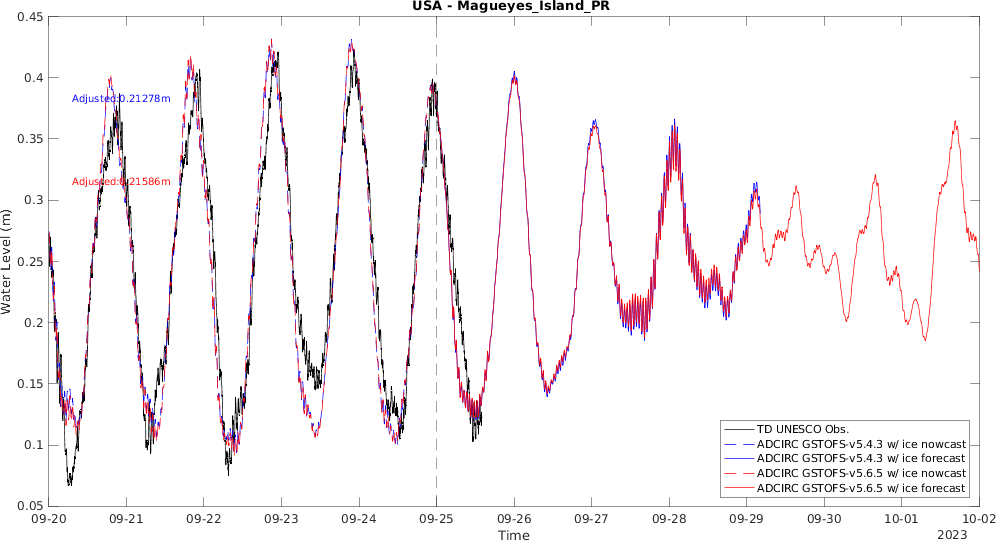 USA - Magueyes_Island_PR
0.45
0.4
0.35
0.3
0.25
0.2
0.15
0.1
0.05
Water Level (m)
Adjusted:0.21278m
Adjusted:0.21586m
TD UNESCO Obs.
ADCIRC GSTOFS-v5.4.3 w/ ice nowcast
ADCIRC GSTOFS-v5.4.3 w/ ice forecast
ADCIRC GSTOFS-v5.6.5 w/ ice nowcast
ADCIRC GSTOFS-v5.6.5 w/ ice forecast
09-20 09-21 09-22 09-23 09-24 09-25 09-26 09-27 09-28 09-29 09-30 10-01 10-02
Time
2023